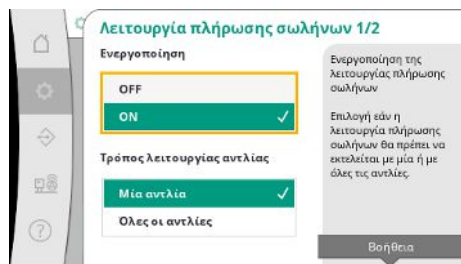 Λειτουργία πλήρωσης σωλήνων 1/2
Ενεργοποίηση
OFF
ON
Τρόπος λειτουργίας αντλίας
Μία αντλία
Όλες οι αντλίες
Ενεργοποίηση της
λειτουργίας πλήρωσης
σωλήνων
Επιλογή εάν η
λειτουργία πλήρωσης
σωλήνων θα πρέπει να
εκτελείται με μία ή με
όλες τις αντλίες.
Βοήθεια